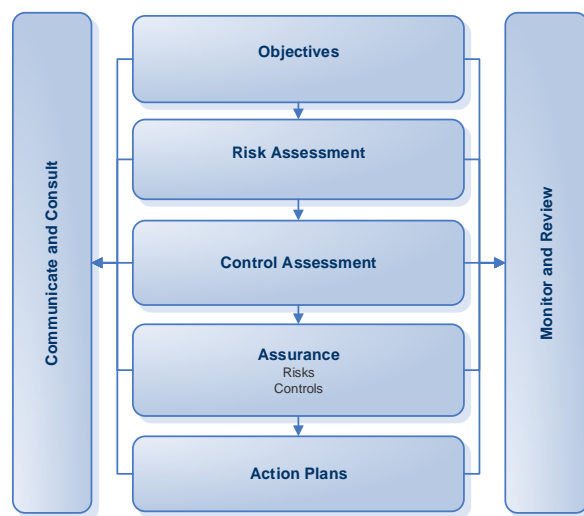 Communicate and Consult
Objectives
Risk Assessment
Control Assessment
Assurance
Risks
Controls
Action Plans
Monitor and Review